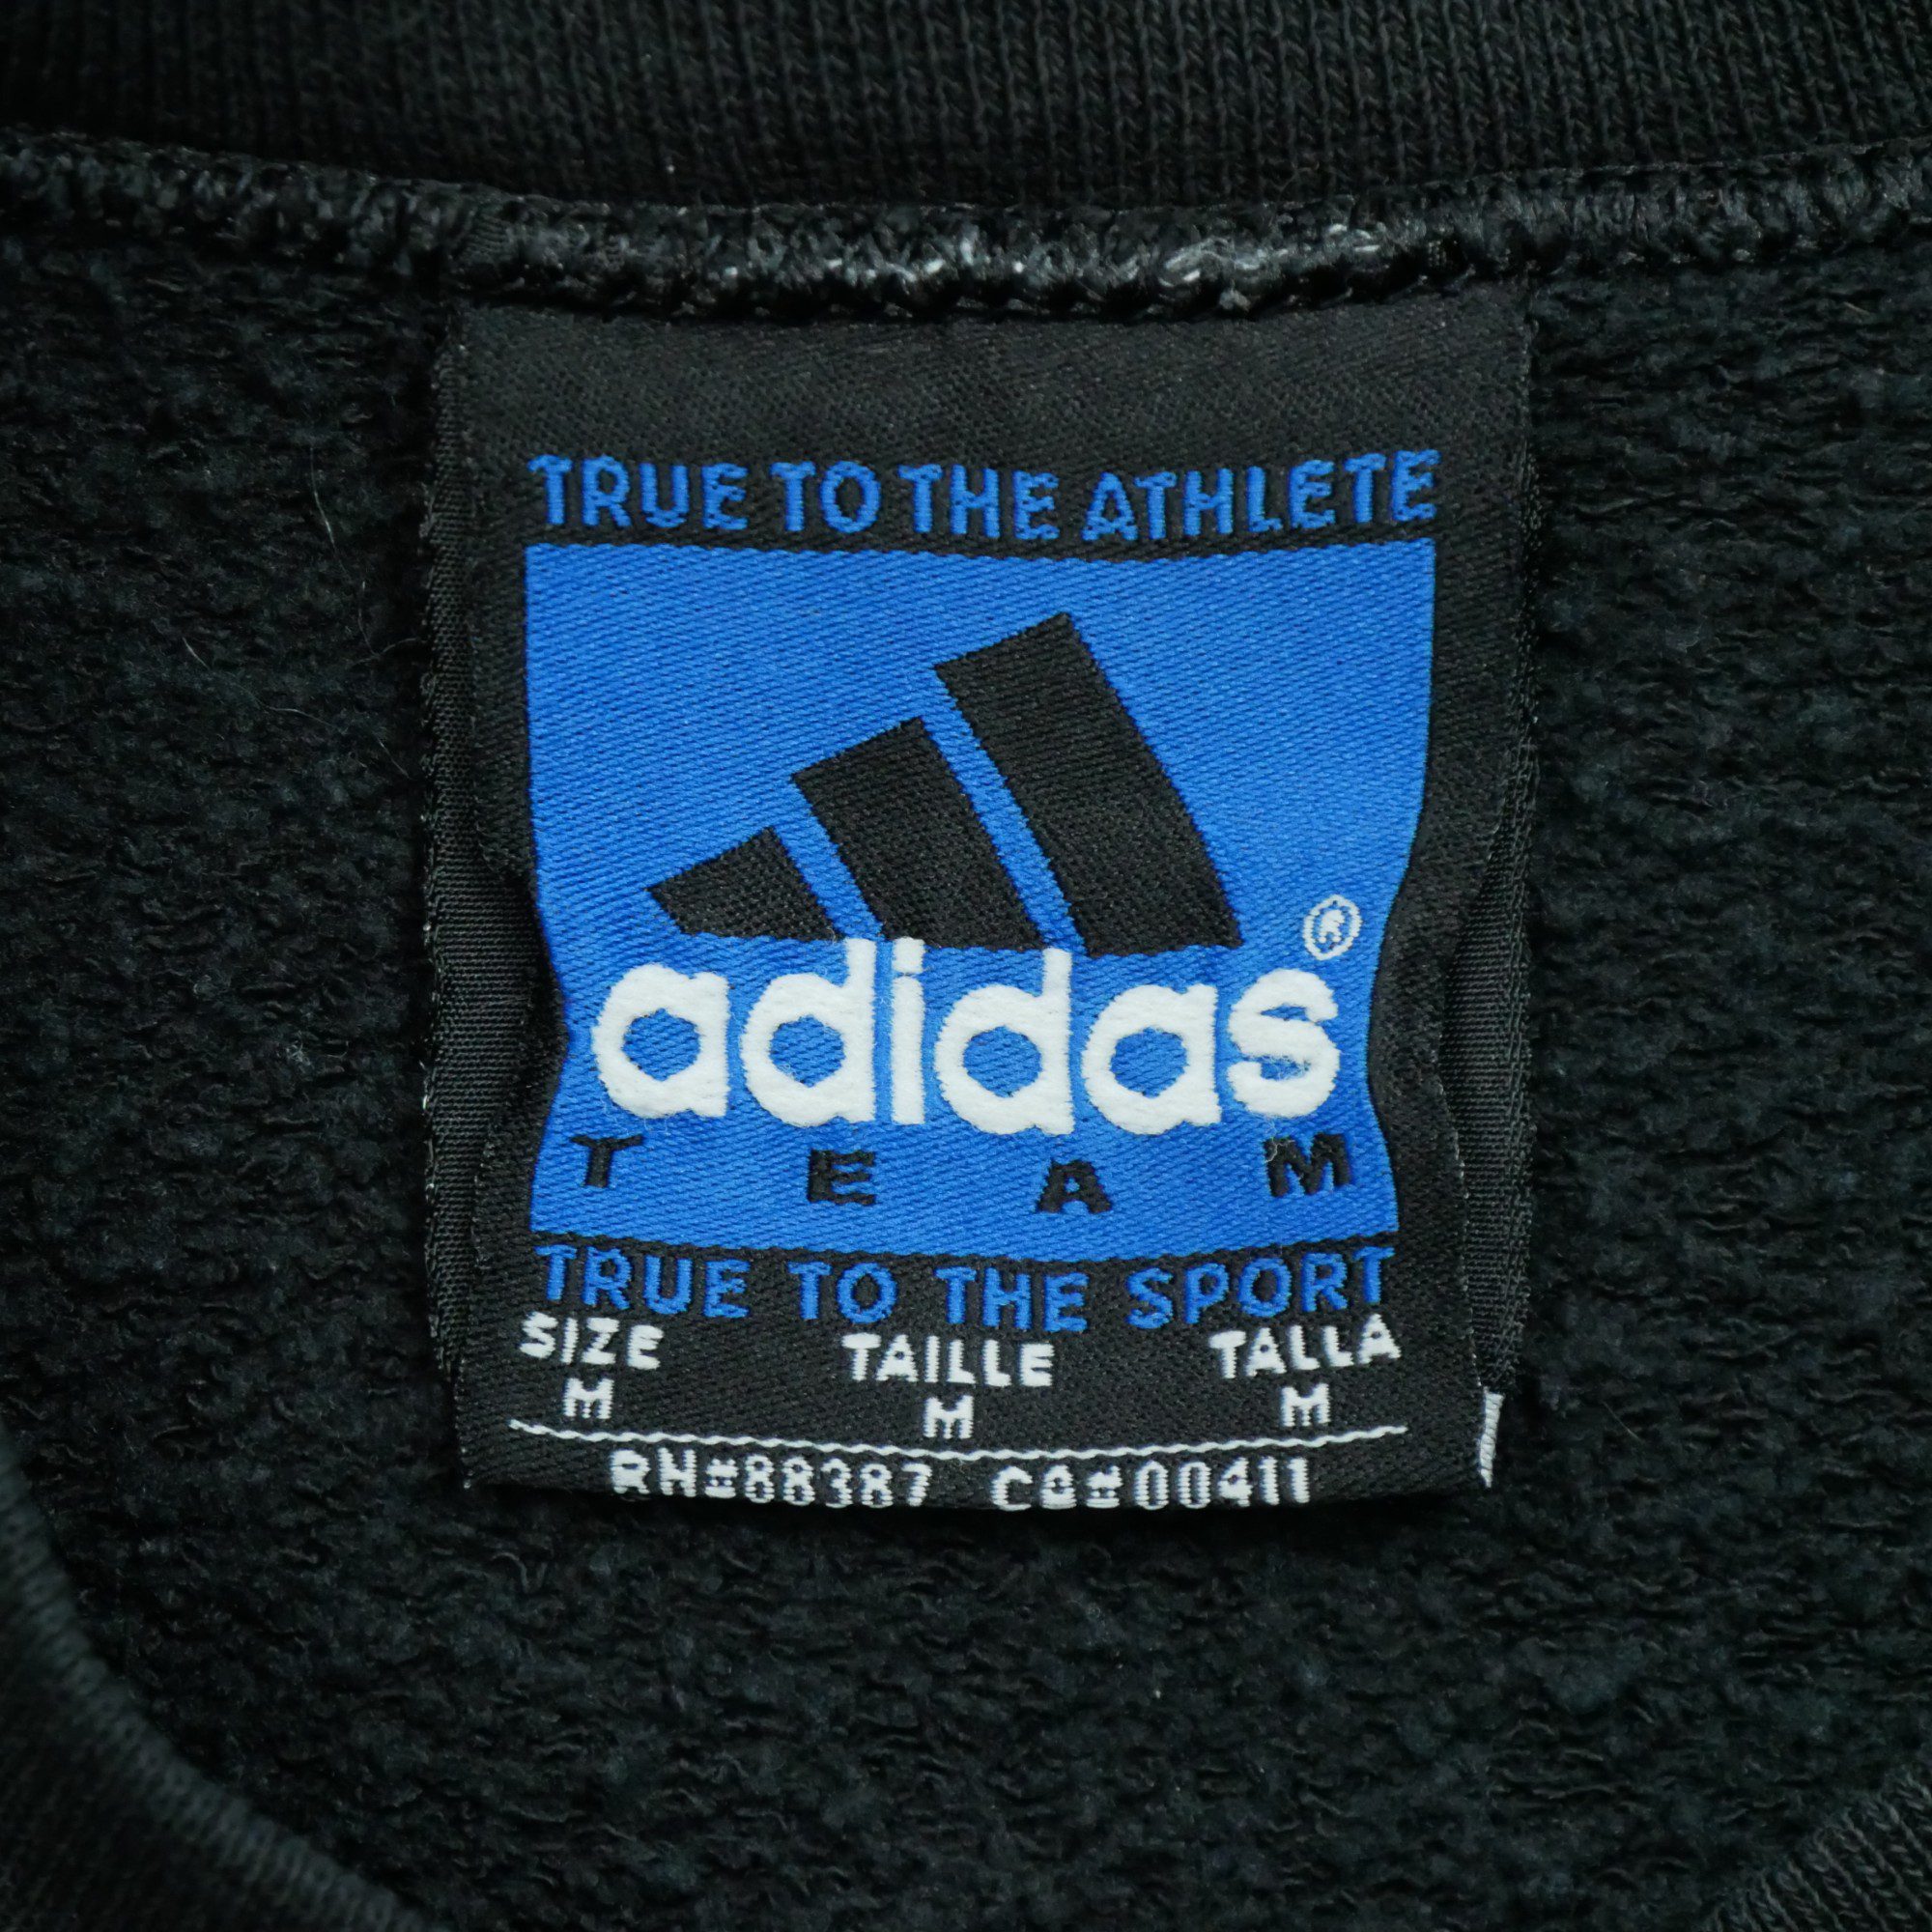 TRUE TO THE ATHLETE
adidas®
TEAM
TRUE TO THE SPORT
SIZE TAILLE TALLA
M M M
RN#88387 CA#00411